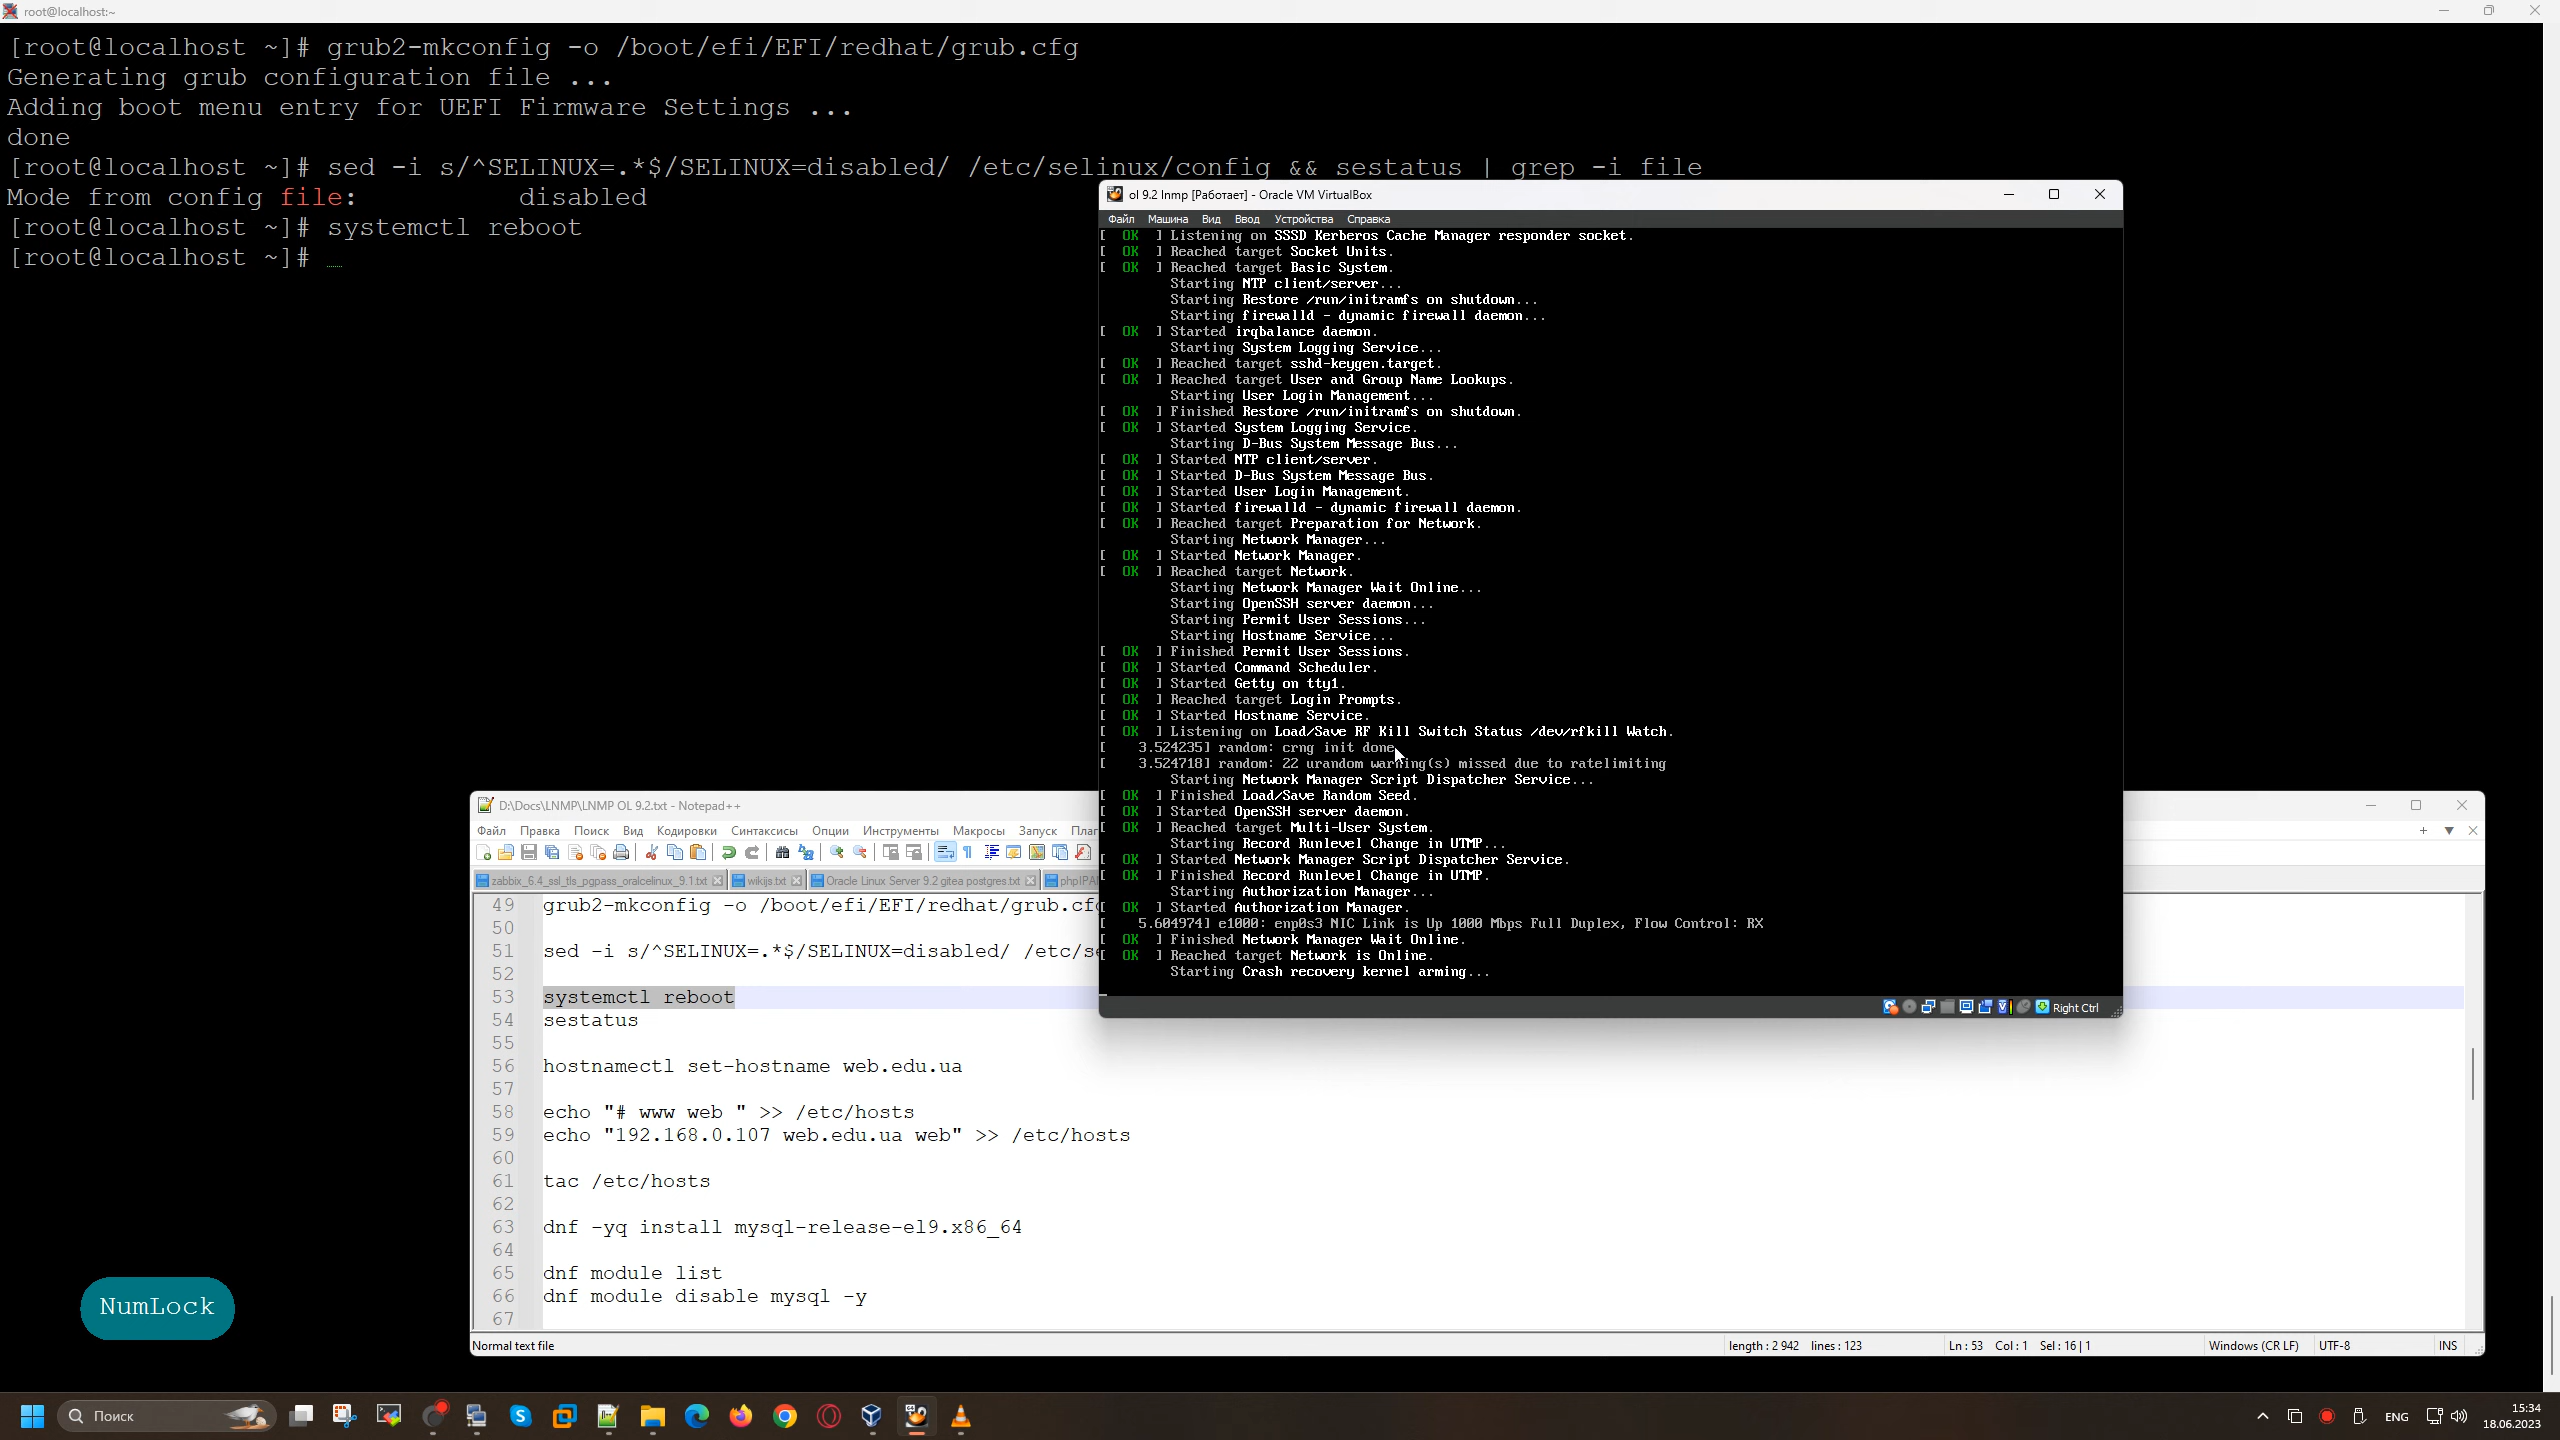 root@localhost:~
[root@localhost ~]# grub2-mkconfig -o /boot/efi/EFI/redhat/grub.cfg
Generating grub configuration file ...
Adding boot menu entry for UEFI Firmware Settings ...
done
[root@localhost ~]# sed -i s/^SELINUX=.*$/SELINUX=disabled/ /etc/selinux/config && sestatus | grep -i file
Mode from config file:          disabled
[root@localhost ~]# systemctl reboot
[root@localhost ~]# _
ol 9.2 lnmp [Работает] - Oracle VM VirtualBox
Файл Машина Вид Ввод Устройства Справка
[  OK  ] Listening on SSSD Kerberos Cache Manager responder socket.
[  OK  ] Reached target Socket Units.
[  OK  ] Reached target Basic System.
Starting NTP client/server...
Starting Restore /run/initramfs on shutdown...
Starting firewalld - dynamic firewall daemon...
[  OK  ] Started irqbalance daemon.
Starting System Logging Service...
[  OK  ] Reached target sshd-keygen.target.
[  OK  ] Reached target User and Group Name Lookups.
Starting User Login Management...
[  OK  ] Finished Restore /run/initramfs on shutdown.
[  OK  ] Started System Logging Service.
Starting D-Bus System Message Bus...
[  OK  ] Started NTP client/server.
[  OK  ] Started D-Bus System Message Bus.
[  OK  ] Started User Login Management.
[  OK  ] Started firewalld - dynamic firewall daemon.
[  OK  ] Reached target Preparation for Network.
Starting Network Manager...
[  OK  ] Started Network Manager.
[  OK  ] Reached target Network.
Starting Network Manager Wait Online...
Starting OpenSSH server daemon...
Starting Permit User Sessions...
Starting Hostname Service...
[  OK  ] Finished Permit User Sessions.
[  OK  ] Started Command Scheduler.
[  OK  ] Started Getty on tty1.
[  OK  ] Reached target Login Prompts.
[  OK  ] Started Hostname Service.
[  OK  ] Listening on Load/Save RF Kill Switch Status /dev/rfkill Watch.
[    3.524235] random: crng init done
[    3.524718] random: 22 urandom warning(s) missed due to ratelimiting
Starting Network Manager Script Dispatcher Service...
[  OK  ] Finished Load/Save Random Seed.
[  OK  ] Started OpenSSH server daemon.
[  OK  ] Reached target Multi-User System.
Starting Record Runlevel Change in UTMP...
[  OK  ] Started Network Manager Script Dispatcher Service.
[  OK  ] Finished Record Runlevel Change in UTMP.
Starting Authorization Manager...
[  OK  ] Started Authorization Manager.
[    5.604974] e1000: enp0s3 NIC Link is Up 1000 Mbps Full Duplex, Flow Control: RX
[  OK  ] Finished Network Manager Wait Online.
[  OK  ] Reached target Network is Online.
Starting Crash recovery kernel arming...
Right Ctrl
D:\Docs\LNMP\LNMP OL 9.2.txt - Notepad++
Файл Правка Поиск Вид Кодировки Синтаксисы Опции Инструменты Макросы Запуск Плаг
zabbix_6.4_ssl_tls_pgpass_oralcelinux_9.1.txt wikijs.txt Oracle Linux Server 9.2 gitea postgres.txt phpIPA
49 grub2-mkconfig -o /boot/efi/EFI/redhat/grub.cf
50
51 sed -i s/^SELINUX=.*$/SELINUX=disabled/ /etc/s
52
53 systemctl reboot
54 sestatus
55
56 hostnamectl set-hostname web.edu.ua
57
58 echo "# www web " >> /etc/hosts
59 echo "192.168.0.107 web.edu.ua web" >> /etc/hosts
60
61 tac /etc/hosts
62
63 dnf -yq install mysql-release-el9.x86_64
64
65 dnf module list
66 dnf module disable mysql -y
67
Normal text file length : 2 942 lines : 123 Ln : 53 Col : 1 Sel : 16 | 1 Windows (CR LF) UTF-8 INS
NumLock
Поиск
ENG
15:34
18.06.2023